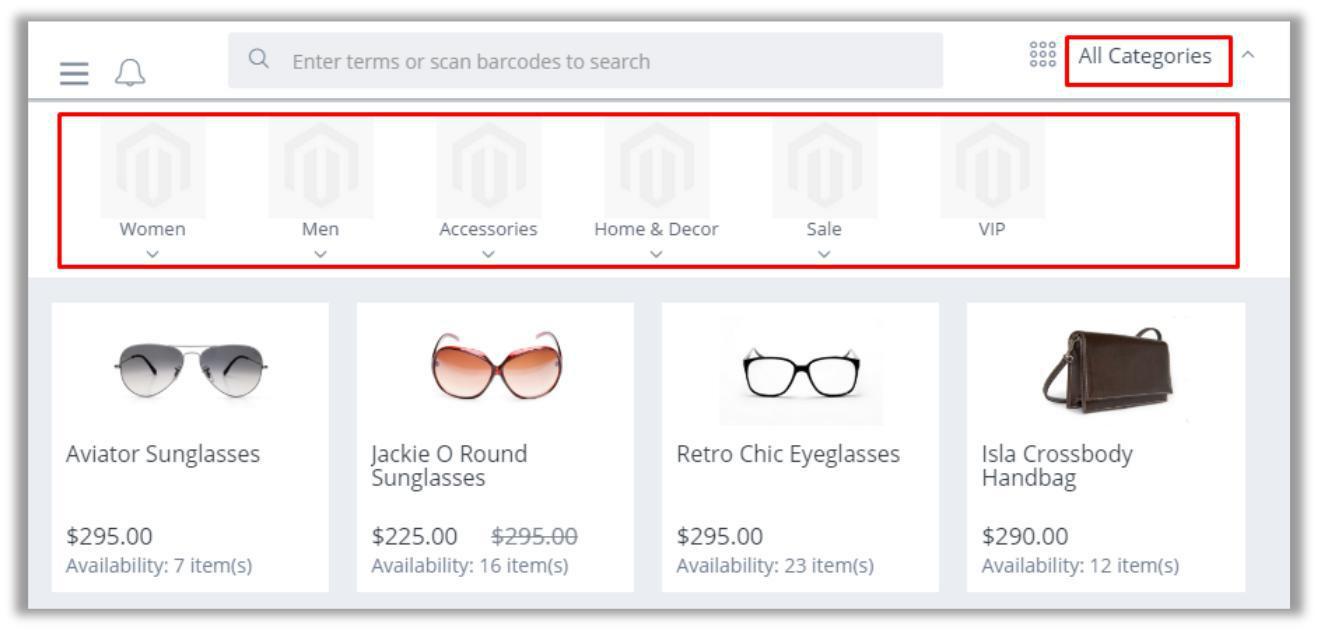 Enter terms or scan barcodes to search
All Categories
Women
Men
Accessories
Home & Decor
Sale
VIP
Aviator Sunglasses
$295.00
Availability: 7 item(s)
Jackie O Round
Sunglasses
$225.00 $295.00
Availability: 16 item(s)
Retro Chic Eyeglasses
$295.00
Availability: 23 item(s)
Isla Crossbody
Handbag
$290.00
Availability: 12 item(s)